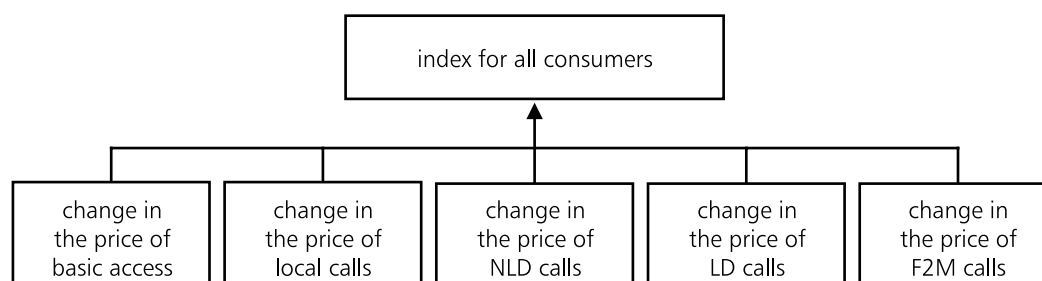 index for all consumers
change in
the price of
basic access
change in
the price of
local calls
change in
the price of
NLD calls
change in
the price of
LD calls
change in
the price of
F2M calls